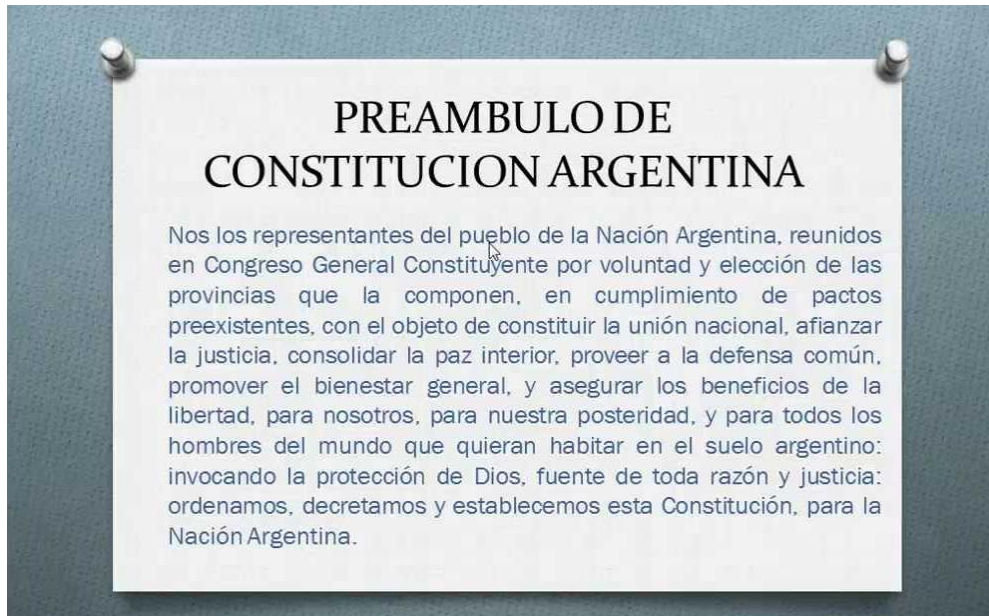 PREAMBULO DE
CONSTITUCION ARGENTINA
Nos los representantes del pueblo de la Nación Argentina, reunidos
en Congreso General Constituyente por voluntad y elección de las
provincias que la componen, en cumplimiento de pactos
preexistentes, con el objeto de constituir la unión nacional, afianzar
la justicia, consolidar la paz interior, proveer a la defensa común,
promover el bienestar general, y asegurar los beneficios de la
libertad, para nosotros, para nuestra posteridad, y para todos los
hombres del mundo que quieran habitar en el suelo argentino:
invocando la protección de Dios, fuente de toda razón y justicia:
ordenamos, decretamos y establecemos esta Constitución, para la
Nación Argentina.